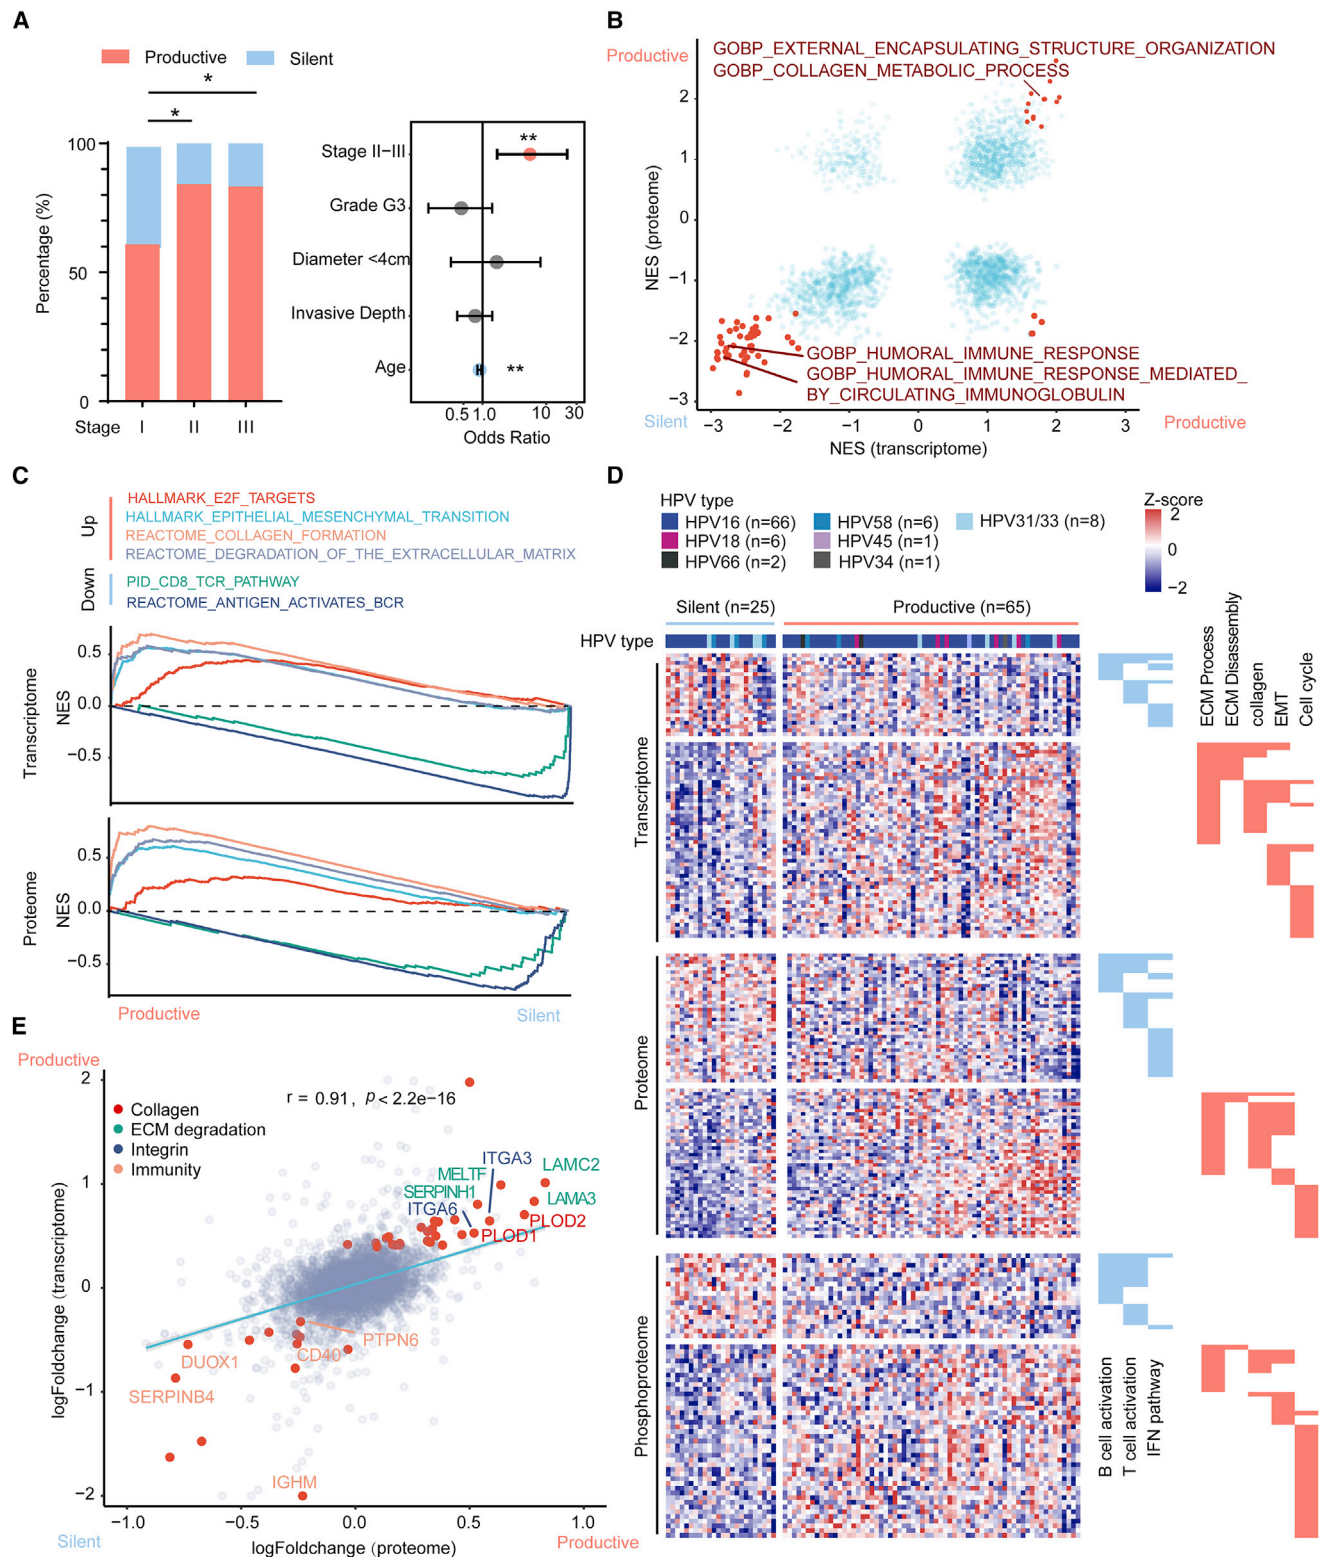 A
Productive
Silent
*
*
100
50
0
Percentage (%)
Stage
I
II
III
Stage II−III
Grade G3
Diameter <4cm
Invasive Depth
Age
**
**
0.5 1.0 10 30
Odds Ratio
B
Productive
GOBP_EXTERNAL_ENCAPSULATING_STRUCTURE_ORGANIZATION
GOBP_COLLAGEN_METABOLIC_PROCESS
2
1
0
−1
−2
−3
NES (proteome)
GOBP_HUMORAL_IMMUNE_RESPONSE
GOBP_HUMORAL_IMMUNE_RESPONSE_MEDIATED_
BY_CIRCULATING_IMMUNOGLOBULIN
Silent
−3 −2 −1 0 1 2 3
Productive
NES (transcriptome)
C
Up
HALLMARK_E2F_TARGETS
HALLMARK_EPITHELIAL_MESENCHYMAL_TRANSITION
REACTOME_COLLAGEN_FORMATION
REACTOME_DEGRADATION_OF_THE_EXTRACELLULAR_MATRIX
Down
PID_CD8_TCR_PATHWAY
REACTOME_ANTIGEN_ACTIVATES_BCR
Transcriptome
NES
0.5
0.0
−0.5
Proteome
NES
0.5
0.0
−0.5
Productive
Silent
D
HPV type
HPV16 (n=66)
HPV58 (n=6)
HPV31/33 (n=8)
HPV18 (n=6)
HPV45 (n=1)
HPV66 (n=2)
HPV34 (n=1)
Z-score
2
0
−2
Silent (n=25)
Productive (n=65)
HPV type
Transcriptome
Proteome
Phosphoproteome
ECM Process
ECM Disassembly
collagen
EMT
Cell cycle
B cell activation
T cell activation
IFN pathway
E
Productive
2
1
0
−1
−2
logFoldchange (transcriptome)
r = 0.91, p < 2.2e−16
Collagen
ECM degradation
Integrin
Immunity
ITGA3
MELTF
LAMC2
SERPINH1
LAMA3
ITGA6
PLOD2
PLOD1
PTPN6
CD40
DUOX1
SERPINB4
IGHM
−1.0 −0.5 0.0 0.5 1.0
Silent
Productive
logFoldchange (proteome)